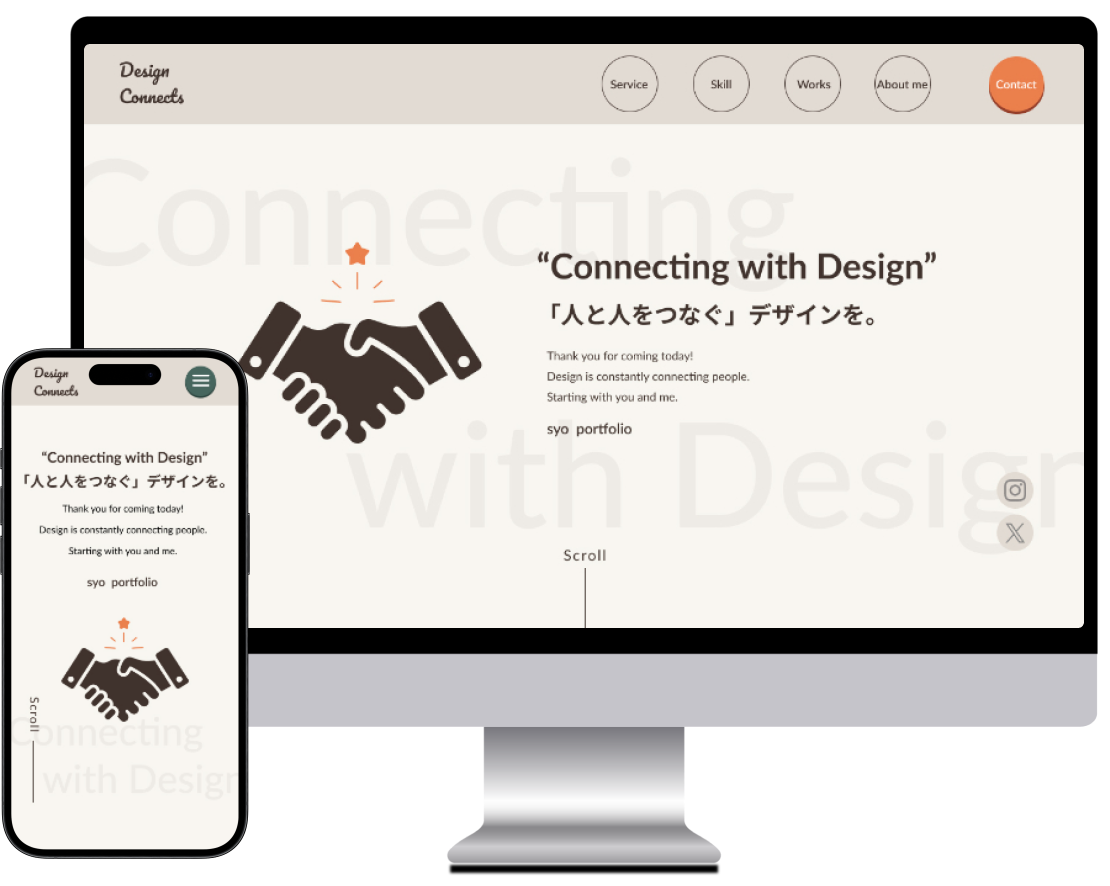 Design
Connects
Service
Skill
Works
About me
Contact
Connecting
“Connecting with Design”
「人と人をつなぐ」デザインを。
Thank you for coming today!
Design is constantly connecting people.
Starting with you and me.
syo portfolio
with Design
Scroll
Design
Connects
“Connecting with Design”
「人と人をつなぐ」デザインを。
Thank you for coming today!
Design is constantly connecting people.
Starting with you and me.
syo portfolio
Scroll
Connecting
with Design